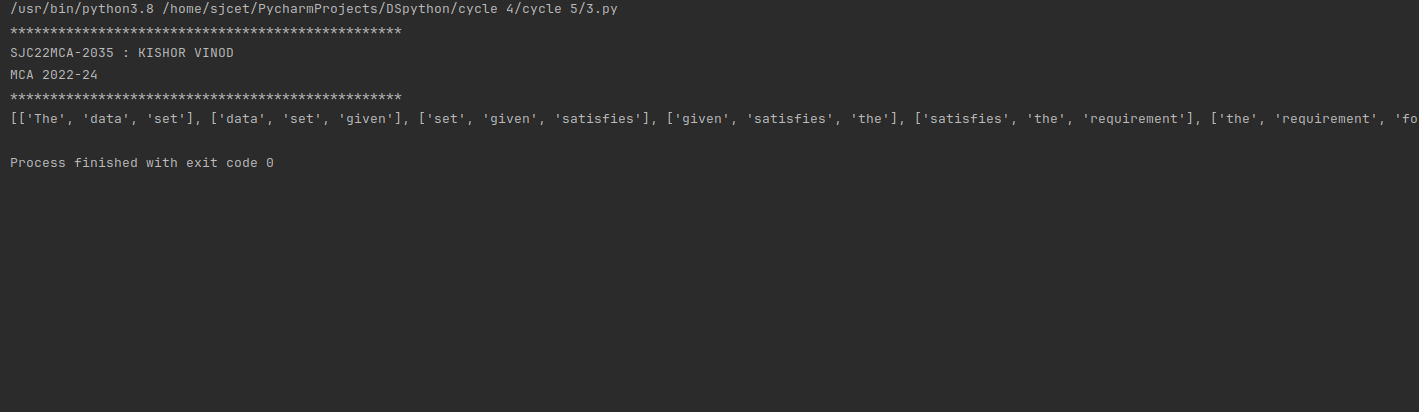 /usr/bin/python3.8 /home/sjcet/PycharmProjects/DSpython/cycle 4/cycle 5/3.py
*************************************************
SJC22MCA-2035 : KISHOR VINOD
MCA 2022-24
*************************************************
[['The', 'data', 'set'], ['data', 'set', 'given'], ['set', 'given', 'satisfies'], ['given', 'satisfies', 'the'], ['satisfies', 'the', 'requirement'], ['the', 'requirement', 'fo
Process finished with exit code 0